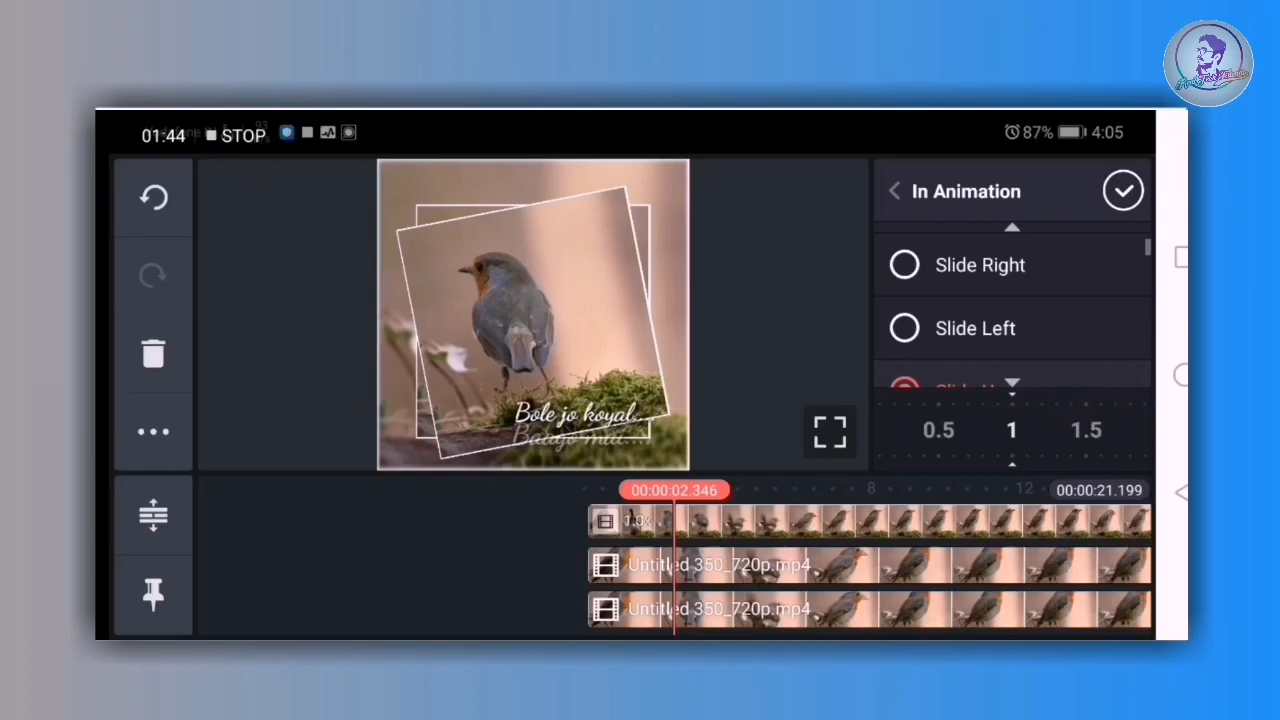 01:44 STOP 87% 4:05
In Animation
Slide Right
Slide Left
0.5 1 1.5
Bole jo koyal....
00:00:02.346 8 12 00:00:21.199
1.0x
Untitled 350_720p.mp4
Untitled 350_720p.mp4